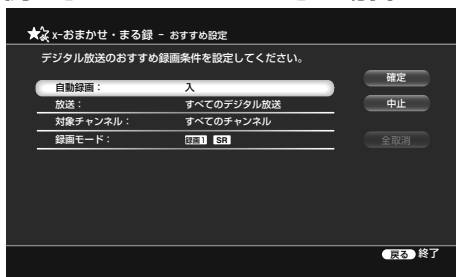 x-おまかせ・まる録 - おすすめ設定
デジタル放送のおすすめ録画条件を設定してください。
自動録画： 入
放送： すべてのデジタル放送
対象チャンネル： すべてのチャンネル
録画モード： 録画1 SR
確定
中止
全取消
戻る 終了